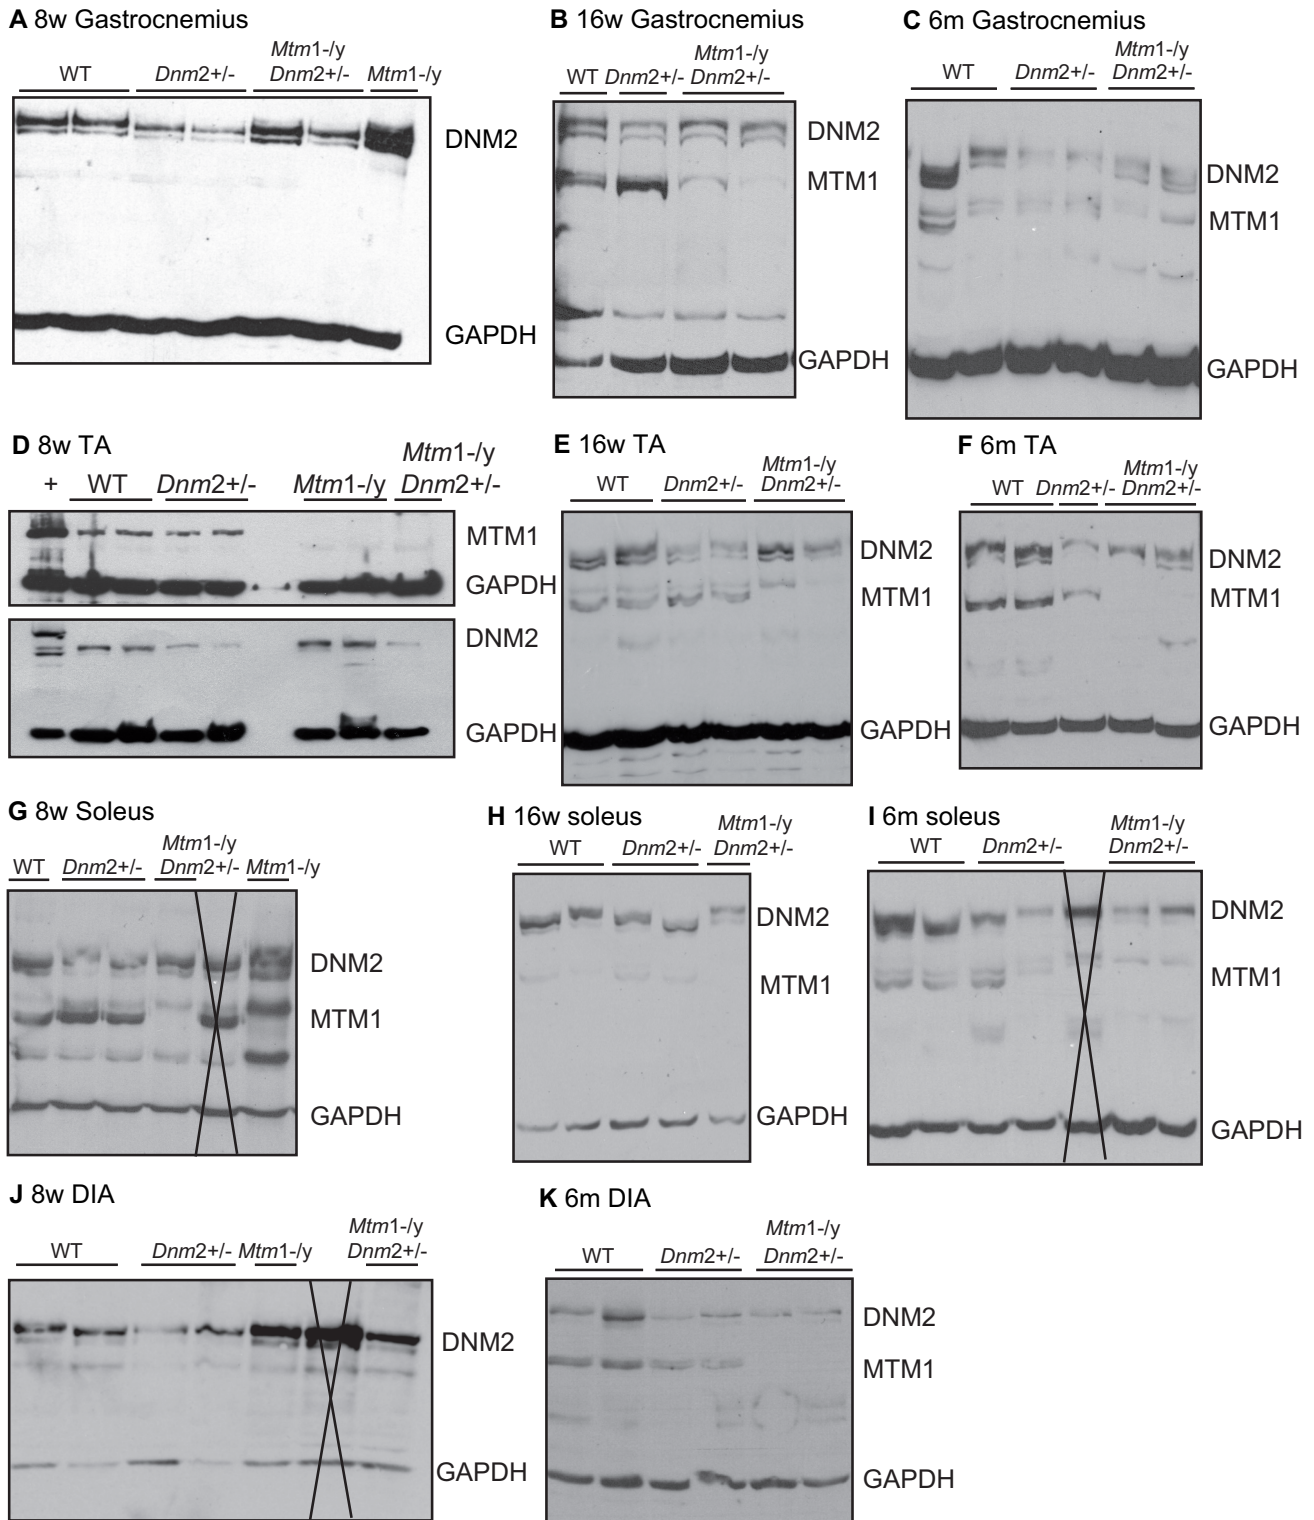 A 8w Gastrocnemius
WT
Dnm2+/-
Mtm1-/y
Dnm2+/-
Mtm1-/y
DNM2
GAPDH
B 16w Gastrocnemius
WT
Dnm2+/-
Mtm1-/y
Dnm2+/-
DNM2
MTM1
GAPDH
C 6m Gastrocnemius
WT
Dnm2+/-
Mtm1-/y
Dnm2+/-
DNM2
MTM1
GAPDH
D 8w TA
+
WT
Dnm2+/-
Mtm1-/y
Mtm1-/y
Dnm2+/-
MTM1
GAPDH
DNM2
GAPDH
E 16w TA
WT
Dnm2+/-
Mtm1-/y
Dnm2+/-
DNM2
MTM1
GAPDH
F 6m TA
WT
Dnm2+/-
Mtm1-/y
Dnm2+/-
DNM2
MTM1
GAPDH
G 8w Soleus
WT
Dnm2+/-
Mtm1-/y
Dnm2+/-
Mtm1-/y
DNM2
MTM1
GAPDH
H 16w soleus
WT
Dnm2+/-
Mtm1-/y
Dnm2+/-
DNM2
MTM1
GAPDH
I 6m soleus
WT
Dnm2+/-
Mtm1-/y
Dnm2+/-
DNM2
MTM1
GAPDH
J 8w DIA
WT
Dnm2+/-
Mtm1-/y
Mtm1-/y
Dnm2+/-
DNM2
GAPDH
K 6m DIA
WT
Dnm2+/-
Mtm1-/y
Dnm2+/-
DNM2
MTM1
GAPDH